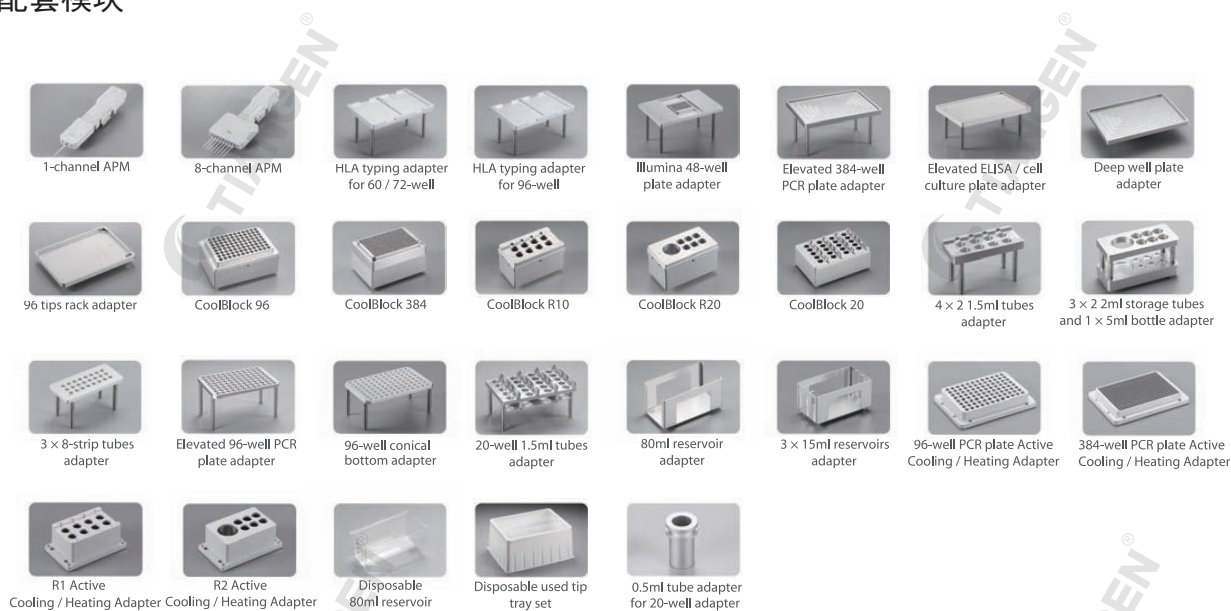 配套模块
1-channel APM
8-channel APM
HLA typing adapter
for 60 / 72-well
HLA typing adapter
for 96-well
Illumina 48-well
plate adapter
Elevated 384-well
PCR plate adapter
Elevated ELISA / cell
culture plate adapter
Deep well plate
adapter
96 tips rack adapter
CoolBlock 96
CoolBlock 384
CoolBlock R10
CoolBlock R20
CoolBlock 20
4 × 2 1.5ml tubes
adapter
3 × 2 2ml storage tubes
and 1 × 5ml bottle adapter
3 × 8-strip tubes
adapter
Elevated 96-well PCR
plate adapter
96-well conical
bottom adapter
20-well 1.5ml tubes
adapter
80ml reservoir
adapter
3 × 15ml reservoirs
adapter
96-well PCR plate Active
Cooling / Heating Adapter
384-well PCR plate Active
Cooling / Heating Adapter
R1 Active
Cooling / Heating Adapter
R2 Active
Cooling / Heating Adapter
Disposable
80ml reservoir
Disposable used tip
tray set
0.5ml tube adapter
for 20-well adapter
TIANGEN®
TIANGEN®